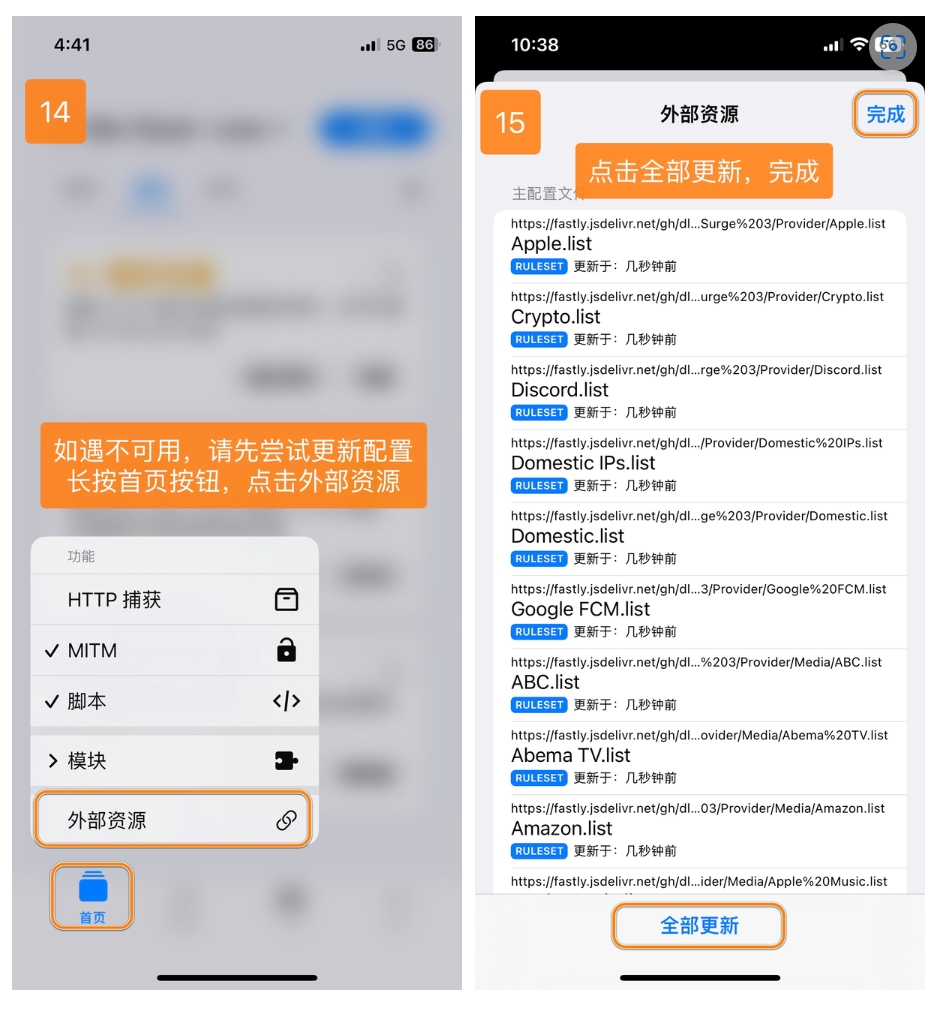 4:41
5G 86
14
如遇不可用，请先尝试更新配置
长按首页按钮，点击外部资源
功能
HTTP 捕获
MITM
脚本
模块
外部资源
首页
10:38
15
外部资源
完成
点击全部更新，完成
主配置文件
https://fastly.jsdelivr.net/gh/dl...Surge%203/Provider/Apple.list
Apple.list
RULESET 更新于：几秒钟前
https://fastly.jsdelivr.net/gh/dl...urge%203/Provider/Crypto.list
Crypto.list
RULESET 更新于：几秒钟前
https://fastly.jsdelivr.net/gh/dl...rge%203/Provider/Discord.list
Discord.list
RULESET 更新于：几秒钟前
https://fastly.jsdelivr.net/gh/dl.../Provider/Domestic%20IPs.list
Domestic IPs.list
RULESET 更新于：几秒钟前
https://fastly.jsdelivr.net/gh/dl...ge%203/Provider/Domestic.list
Domestic.list
RULESET 更新于：几秒钟前
https://fastly.jsdelivr.net/gh/dl...3/Provider/Google%20FCM.list
Google FCM.list
RULESET 更新于：几秒钟前
https://fastly.jsdelivr.net/gh/dl...%203/Provider/Media/ABC.list
ABC.list
RULESET 更新于：几秒钟前
https://fastly.jsdelivr.net/gh/dl...ovider/Media/Abema%20TV.list
Abema TV.list
RULESET 更新于：几秒钟前
https://fastly.jsdelivr.net/gh/dl...03/Provider/Media/Amazon.list
Amazon.list
RULESET 更新于：几秒钟前
https://fastly.jsdelivr.net/gh/dl...ider/Media/Apple%20Music.list
全部更新